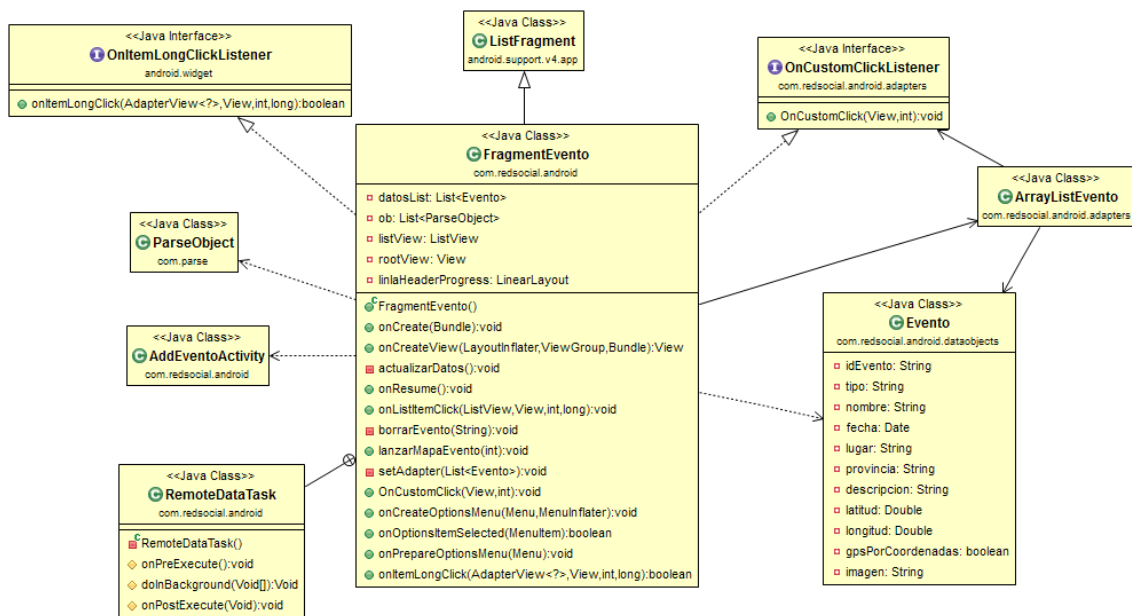 <<Java Interface>>
OnItemLongClickListener
android.widget
onItemLongClick(AdapterView<?>,View,int,long):boolean
<<Java Class>>
ListFragment
android.support.v4.app
<<Java Interface>>
OnCustomClickListener
com.redsocial.android.adapters
OnCustomClick(View,int):void
<<Java Class>>
FragmentEvento
com.redsocial.android
datosList: List<Evento>
ob: List<ParseObject>
listView: ListView
rootView: View
linlaHeaderProgress: LinearLayout
FragmentEvento()
onCreate(Bundle):void
onCreateView(LayoutInflater,ViewGroup,Bundle):View
actualizarDatos():void
onResume():void
onListItemClick(ListView,View,int,long):void
borrarEvento(String):void
lanzarMapaEvento(int):void
setAdapter(List<Evento>):void
OnCustomClick(View,int):void
onCreateOptionsMenu(Menu,MenuInflater):void
onOptionsItemSelected(MenuItem):boolean
onPrepareOptionsMenu(Menu):void
onItemLongClick(AdapterView<?>,View,int,long):boolean
<<Java Class>>
ArrayListEvento
com.redsocial.android.adapters
<<Java Class>>
ParseObject
com.parse
<<Java Class>>
AddEventoActivity
com.redsocial.android
<<Java Class>>
Evento
com.redsocial.android.dataobjects
idEvento: String
tipo: String
nombre: String
fecha: Date
lugar: String
provincia: String
descripcion: String
latitud: Double
longitud: Double
gpsPorCoordenadas: boolean
imagen: String
<<Java Class>>
RemoteDataTask
com.redsocial.android
RemoteDataTask()
onPreExecute():void
doInBackground(Void[]):Void
onPostExecute(Void):void